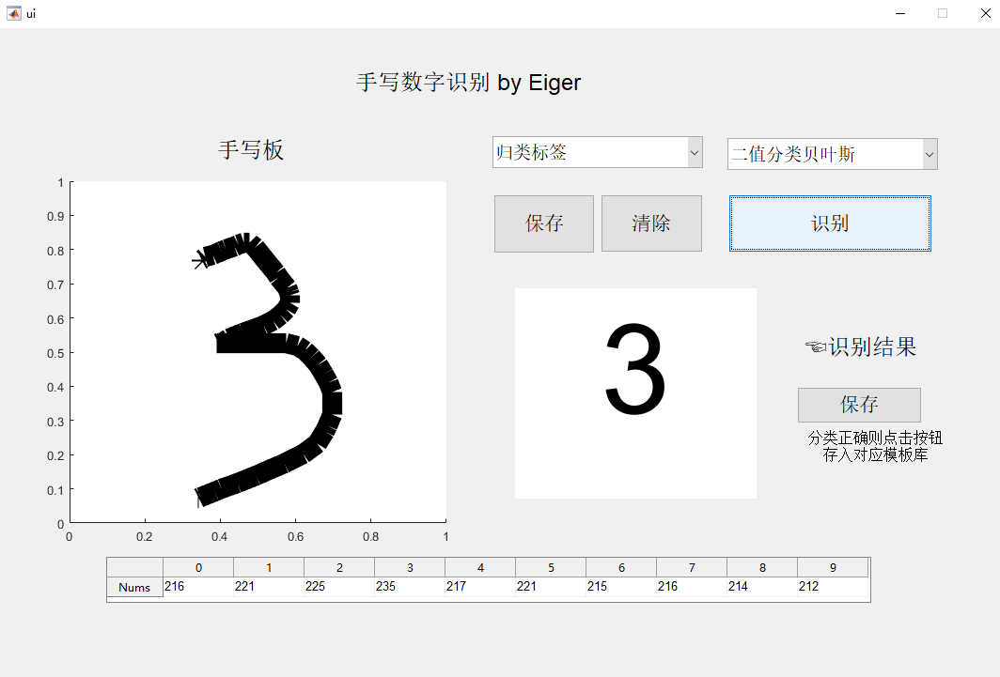 ui
手写数字识别 by Eiger
手写板
归类标签
二值分类贝叶斯
保存
清除
识别
1
0.9
0.8
0.7
0.6
0.5
0.4
0.3
0.2
0.1
0
0 0.2 0.4 0.6 0.8 1
3
3
☜识别结果
保存
分类正确则点击按钮
存入对应模板库
0 1 2 3 4 5 6 7 8 9
Nums 216 221 225 235 217 221 215 216 214 212